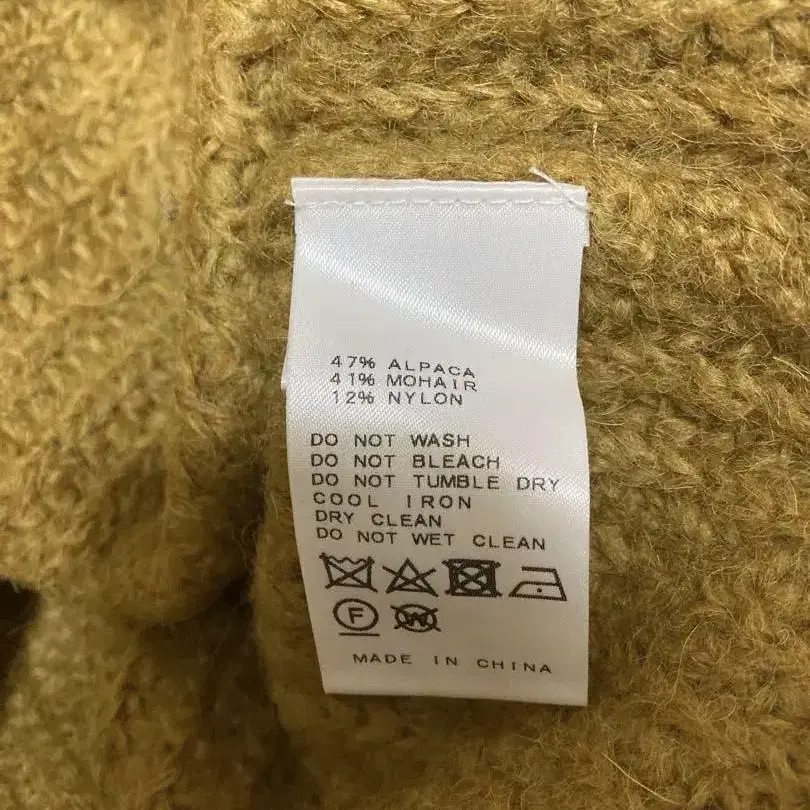 47% ALPACA
41% MOHAIR
12% NYLON
DO NOT WASH
DO NOT BLEACH
DO NOT TUMBLE DRY
COOL IRON
DRY CLEAN
DO NOT WET CLEAN
F W
MADE IN CHINA